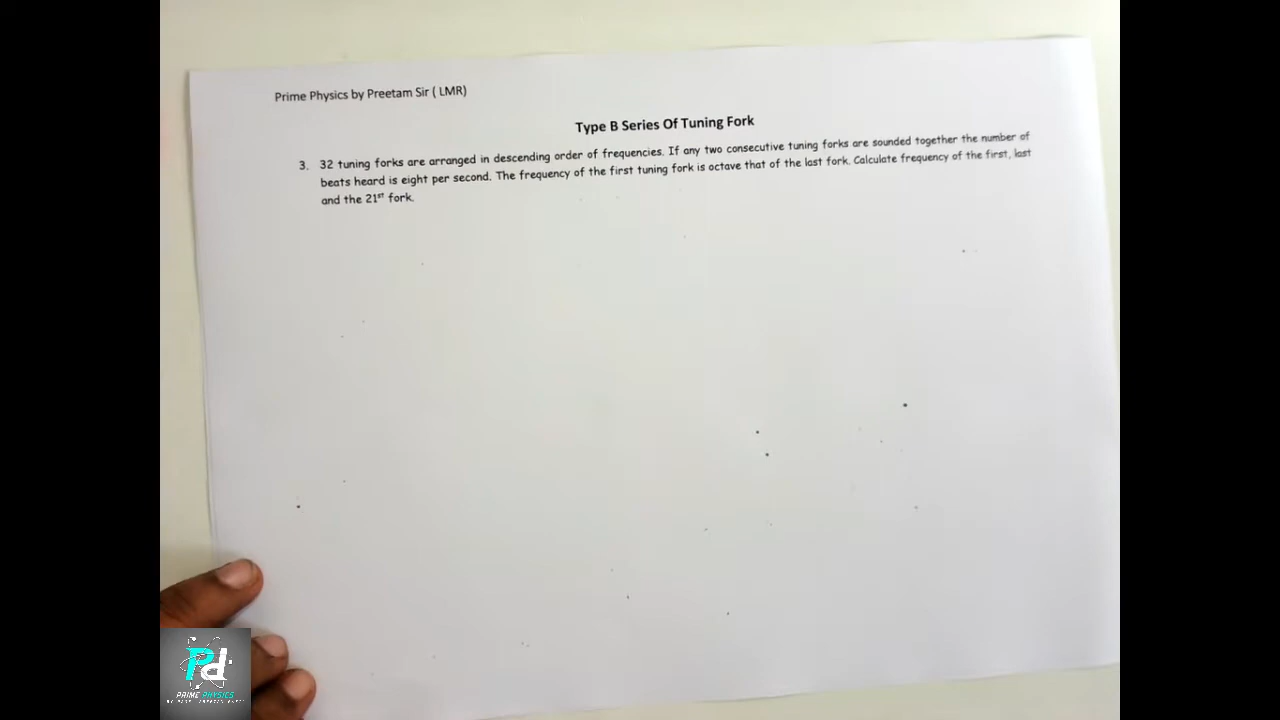 Prime Physics by Preetam Sir ( LMR)
Type B Series Of Tuning Fork
3. 32 tuning forks are arranged in descending order of frequencies. If any two consecutive tuning forks are sounded together the number of
beats heard is eight per second. The frequency of the first tuning fork is octave that of the last fork. Calculate frequency of the first, last
and the 21st fork.
Pd
PRIME PHYSICS